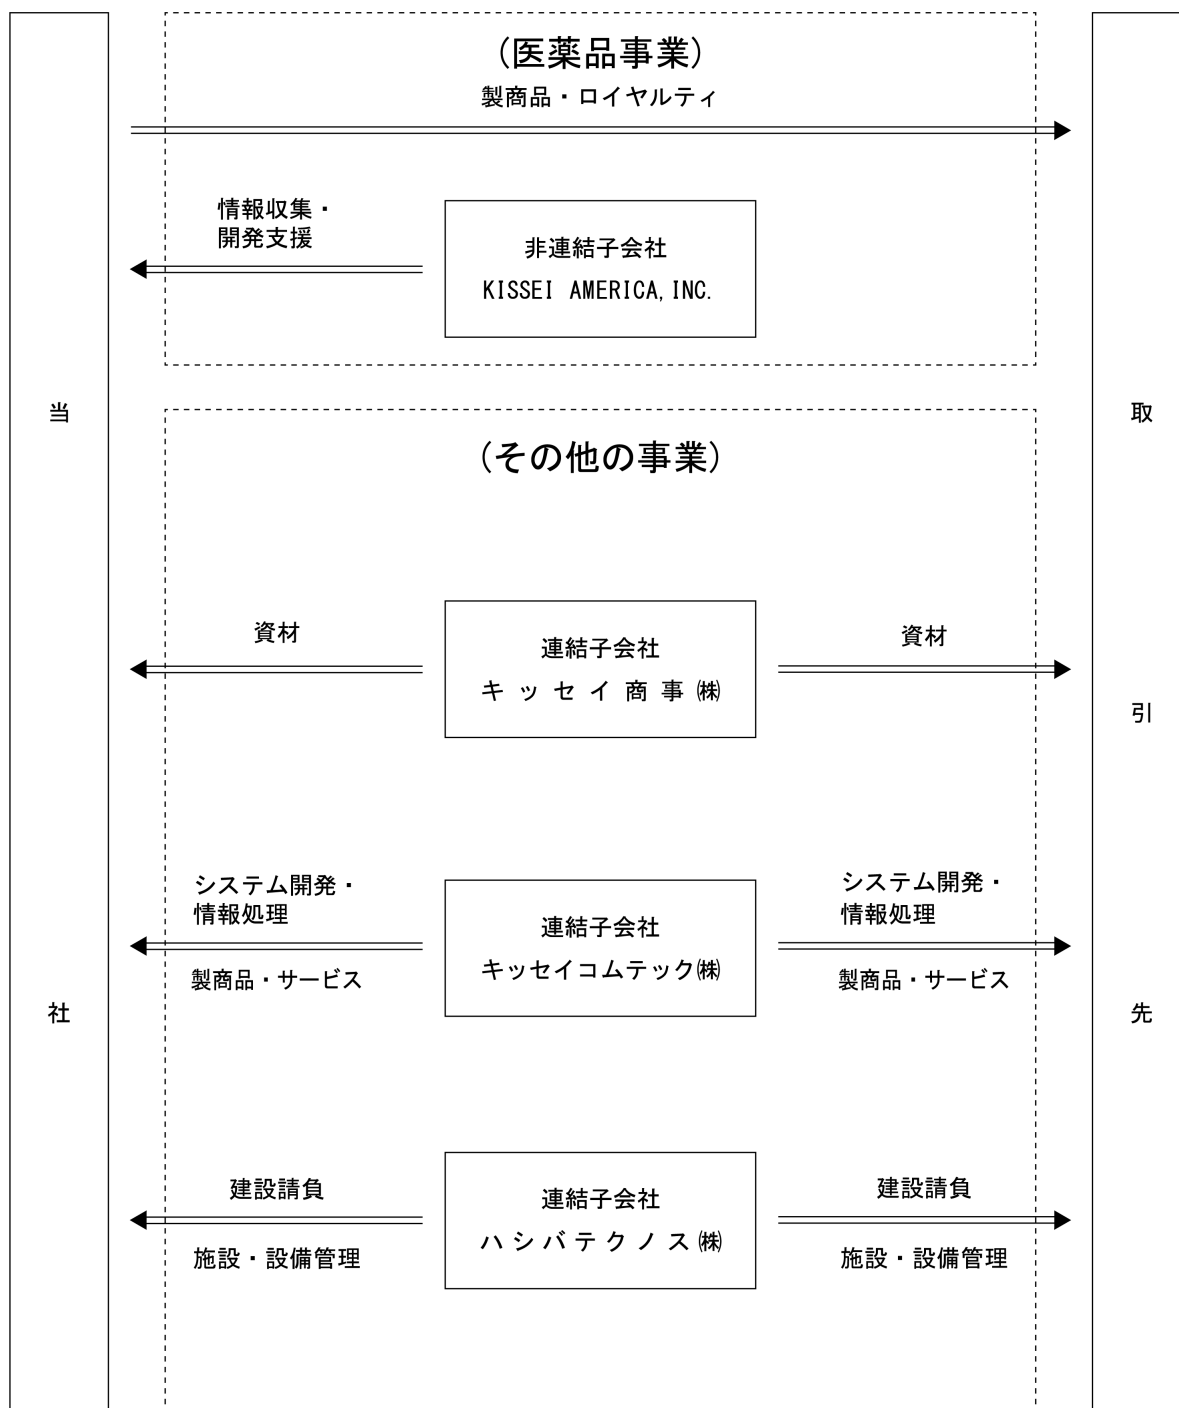 (医薬品事業)
製商品・ロイヤルティ
情報収集・
開発支援
非連結子会社
KISSEI AMERICA, INC.
当社
取引先
(その他の事業)
資材
連結子会社
キッセイ商事㈱
資材
システム開発・
情報処理
製商品・サービス
連結子会社
キッセイコムテック㈱
システム開発・
情報処理
製商品・サービス
建設請負
施設・設備管理
連結子会社
ハシバテクノス㈱
建設請負
施設・設備管理